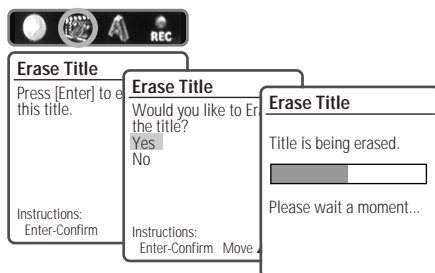 REC
Erase Title
Press [Enter] to e
this title.
Instructions:
Enter-Confirm
Erase Title
Would you like to Er
the title?
Yes
No
Instructions:
Enter-Confirm Move
Erase Title
Title is being erased.
Please wait a moment...